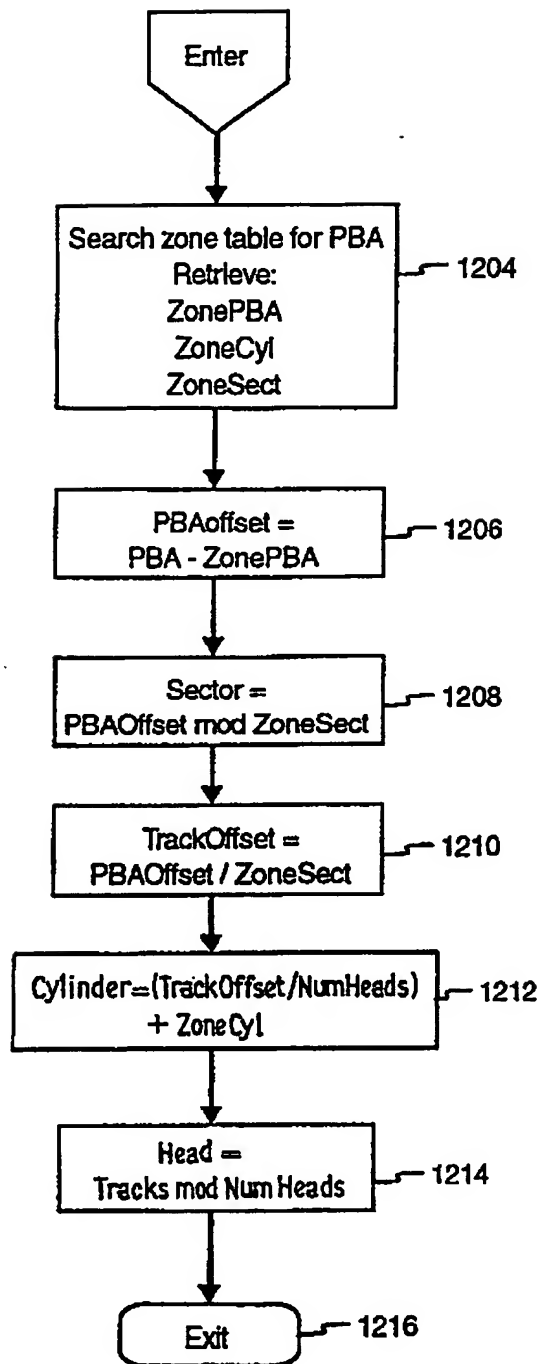 Enter
Search zone table for PBA
Retrieve:
ZonePBA
ZoneCyl
ZoneSect
1204
PBAoffset =
PBA - ZonePBA
1206
Sector =
PBAOffset mod ZoneSect
1208
TrackOffset =
PBAOffset / ZoneSect
1210
Cylinder=(TrackOffset/NumHeads)
+ ZoneCyl
1212
Head =
Tracks mod Num Heads
1214
Exit
1216